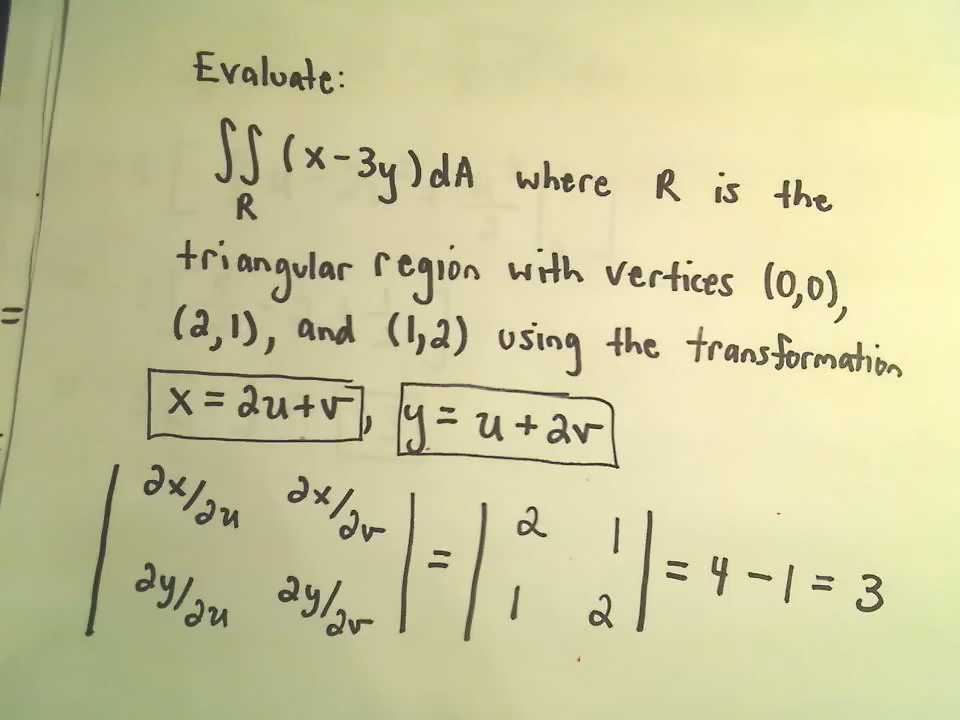 Evaluate:
∬ (x-3y)dA where R is the
R
triangular region with vertices (0,0),
(2,1), and (1,2) using the transformation
x = 2u+v, y = u + 2v
| ∂x/∂u ∂x/∂v | = | 2 1 | = 4 - 1 = 3
| ∂y/∂u ∂y/∂v | | 1 2 |
=